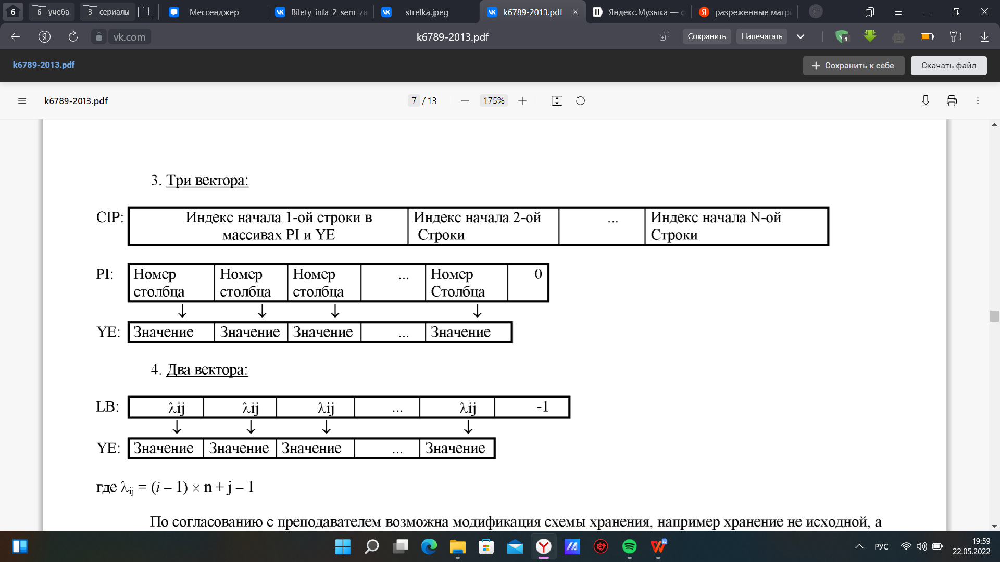 6
6 учеба
3 сериалы
Мессенджер
Bilety_infa_2_sem_za
strelka.jpeg
k6789-2013.pdf
Яндекс.Музыка — с
разреженные матр
vk.com
k6789-2013.pdf
Сохранить
Напечатать
1
k6789-2013.pdf
Сохранить к себе
Скачать файл
k6789-2013.pdf
7 / 13
175%
3. Три вектора:
CIP:
Индекс начала 1-ой строки в
массивах PI и YE
Индекс начала 2-ой
Строки
...
Индекс начала N-ой
Строки
PI:
Номер
столбца
Номер
столбца
Номер
столбца
...
Номер
Столбца
0
↓ ↓ ↓ ↓
YE: Значение Значение Значение ... Значение
4. Два вектора:
LB: λij λij λij ... λij -1
↓ ↓ ↓ ↓
YE: Значение Значение Значение ... Значение
где λij = (i – 1) × n + j – 1
По согласованию с преподавателем возможна модификация схемы хранения, например хранение не исходной, а
РУС
19:59
22.05.2022